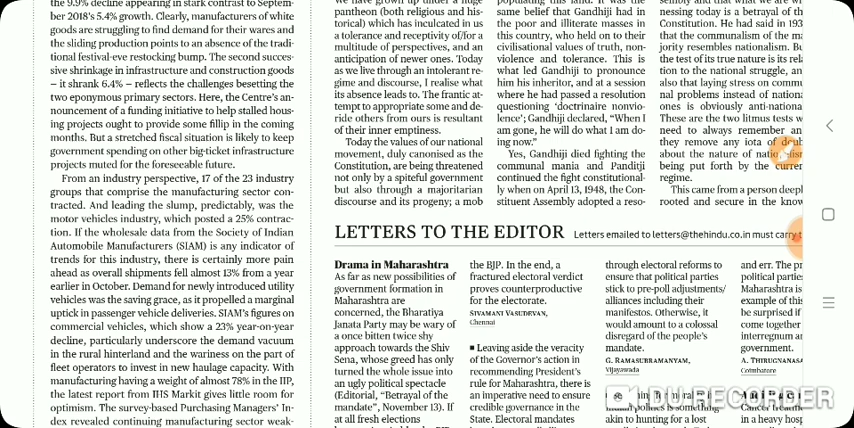 the 9.9% decline appearing in stark contrast to Septem-
ber 2018's 5.4% growth. Clearly, manufacturers of white
goods are struggling to find demand for their wares and
the sliding production points to an absence of the tradi-
tional festival-eve restocking bump. The second succes-
sive shrinkage in infrastructure and construction goods
– it shrank 6.4% – reflects the challenges besetting the
two eponymous primary sectors. Here, the Centre's an-
nouncement of a funding initiative to help stalled hous-
ing projects ought to provide some fillip in the coming
months. But a stretched fiscal situation is likely to keep
government spending on other big-ticket infrastructure
projects muted for the foreseeable future.
From an industry perspective, 17 of the 23 industry
groups that comprise the manufacturing sector con-
tracted. And leading the slump, predictably, was the
motor vehicles industry, which posted a 25% contrac-
tion. If the wholesale data from the Society of Indian
Automobile Manufacturers (SIAM) is any indicator of
trends for this industry, there is certainly more pain
ahead as overall shipments fell almost 13% from a year
earlier in October. Demand for newly introduced utility
vehicles was the saving grace, as it propelled a marginal
uptick in passenger vehicle deliveries. SIAM's figures on
commercial vehicles, which show a 23% year-on-year
decline, particularly underscore the demand vacuum
in the rural hinterland and the wariness on the part of
fleet operators to invest in new haulage capacity. With
manufacturing having a weight of almost 78% in the IIP,
the latest report from IHS Markit gives little room for
optimism. The survey-based Purchasing Managers' In-
dex revealed continuing manufacturing sector weak-
we have grown up under a huge
pantheon (both religious and his-
torical) which has inculcated in us
a tolerance and receptivity of/for a
multitude of perspectives, and an
anticipation of newer ones. Today
as we live through an intolerant re-
gime and discourse, I realise what
its absence leads to. The frantic at-
tempt to appropriate some and de-
ride others from ours is resultant
of their inner emptiness.
Today the values of our national
movement, duly canonised as the
Constitution, are being threatened
not only by a spiteful government
but also through a majoritarian
discourse and its progeny; a mob
populating this land. It was the
same belief that Gandhiji had in
the poor and illiterate masses in
this country, who held on to their
civilisational values of truth, non-
violence and tolerance. This is
what led Gandhiji to pronounce
him his inheritor, and at a session
where he had passed a resolution
questioning 'doctrinaire nonvio-
lence'; Gandhiji declared, "When I
am gone, he will do what I am do-
ing now."
Yes, Gandhiji died fighting the
communal mania and Panditji
continued the fight constitutional-
ly when on April 13, 1948, the Con-
stituent Assembly adopted a reso-
sembly and that what we are wi
nessing today is a betrayal of th
Constitution. He had said in 193
that the communalism of the ma
jority resembles nationalism. Bu
the test of its true nature is its rela
tion to the national struggle, an
also that laying stress on comm
nal problems instead of nationa
ones is obviously anti-nationa
These are the two litmus tests w
need to always remember an
they remove any iota of doub
about the nature of
being put forth by the curren
regime.
This came from a person deepl
rooted and secure in the know
LETTERS TO THE EDITOR Letters emailed to letters@thehindu.co.in must carry t
Drama in Maharashtra
As far as new possibilities of
government formation in
Maharashtra are
concerned, the Bharatiya
Janata Party may be wary of
a once bitten twice shy
approach towards the Shiv
Sena, whose greed has only
turned the whole issue into
an ugly political spectacle
(Editorial, "Betrayal of the
mandate", November 13). If
at all fresh elections
the BJP. In the end, a
fractured electoral verdict
proves counterproductive
for the electorate.
SIVAMANI VASUDEVAN,
Chennai
■ Leaving aside the veracity
of the Governor's action in
recommending President's
rule for Maharashtra, there is
an imperative need to ensure
credible governance in the
State. Electoral mandates
through electoral reforms to
ensure that political parties
stick to pre-poll adjustments/
alliances including their
manifestos. Otherwise, it
would amount to a colossal
disregard of the people's
mandate.
G. RAMASUBRAMANYAM,
Vijayawada
Indian politics is something
akin to hunting for a lost
and err. The pr
political parties
Maharashtra is
example of this
be surprised if
come together
interregnum an
government.
A. THIRUGNANASA
Coimbatore
Cancer treatm
in a heavy hosp
DU RECORDER